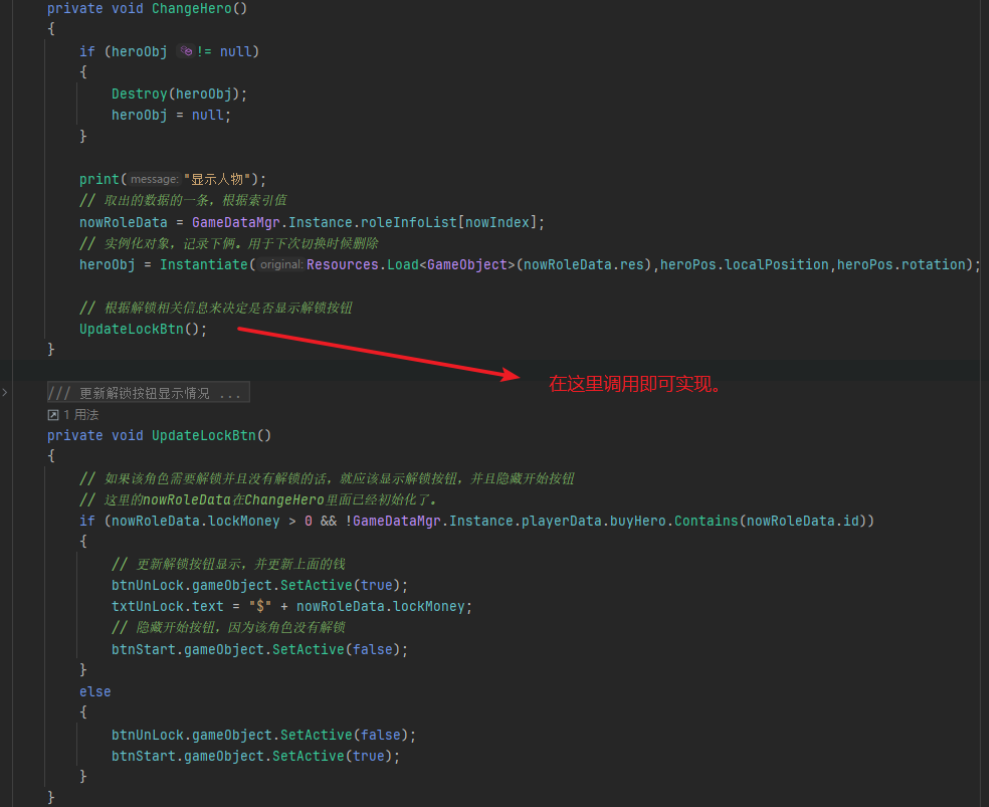 private void ChangeHero()
{
if (heroObj != null)
{
Destroy(heroObj);
heroObj = null;
}
print(message:"显示人物");
// 取出的数据的一条，根据索引值
nowRoleData = GameDataMgr.Instance.roleInfoList[nowIndex];
// 实例化对象，记录下俩。用于下次切换时候删除
heroObj = Instantiate(original:Resources.Load<GameObject>(nowRoleData.res),heroPos.localPosition,heroPos.rotation);
// 根据解锁相关信息来决定是否显示解锁按钮
UpdateLockBtn();
}
在这里调用即可实现。
/// 更新解锁按钮显示情况 ...
1 用法
private void UpdateLockBtn()
{
// 如果该角色需要解锁并且没有解锁的话，就应该显示解锁按钮，并且隐藏开始按钮
// 这里的nowRoleData在ChangeHero里面已经初始化了。
if (nowRoleData.lockMoney > 0 && !GameDataMgr.Instance.playerData.buyHero.Contains(nowRoleData.id))
{
// 更新解锁按钮显示，并更新上面的钱
btnUnLock.gameObject.SetActive(true);
txtUnLock.text = "$" + nowRoleData.lockMoney;
// 隐藏开始按钮，因为该角色没有解锁
btnStart.gameObject.SetActive(false);
}
else
{
btnUnLock.gameObject.SetActive(false);
btnStart.gameObject.SetActive(true);
}
}